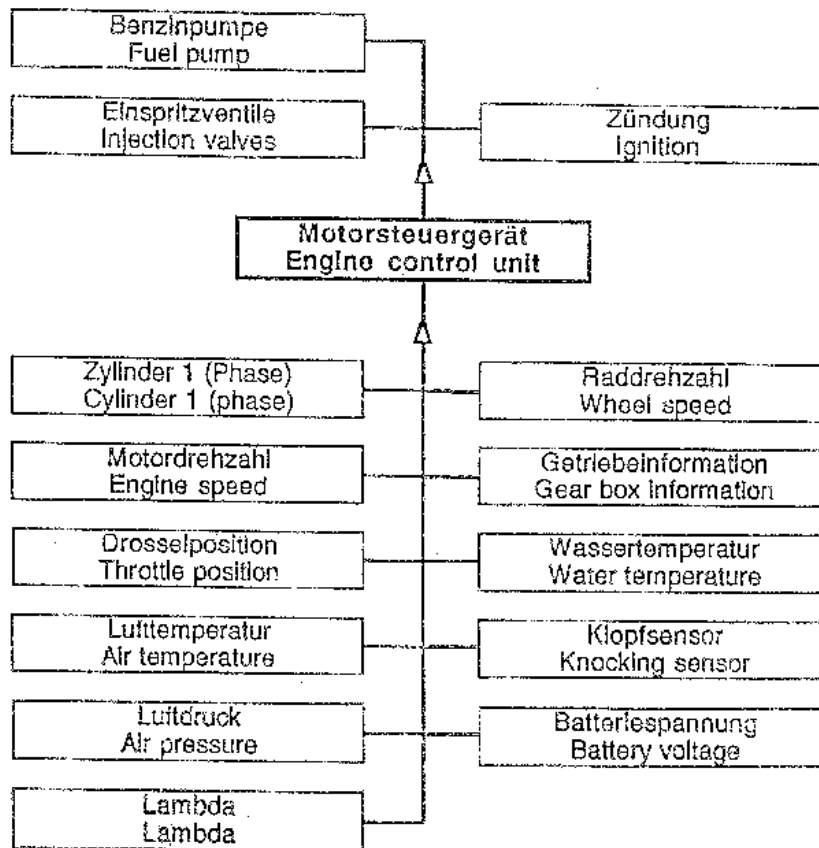 Benzinpumpe
Fuel pump
Einspritzventile
Injection valves
Zündung
Ignition
Motorsteuergerät
Engine control unit
Zylinder 1 (Phase)
Cylinder 1 (phase)
Raddrehzahl
Wheel speed
Motordrehzahl
Engine speed
Getriebeinformation
Gear box information
Drosselposition
Throttle position
Wassertemperatur
Water temperature
Lufttemperatur
Air temperature
Klopfsensor
Knocking sensor
Luftdruck
Air pressure
Batteriespannung
Battery voltage
Lambda
Lambda